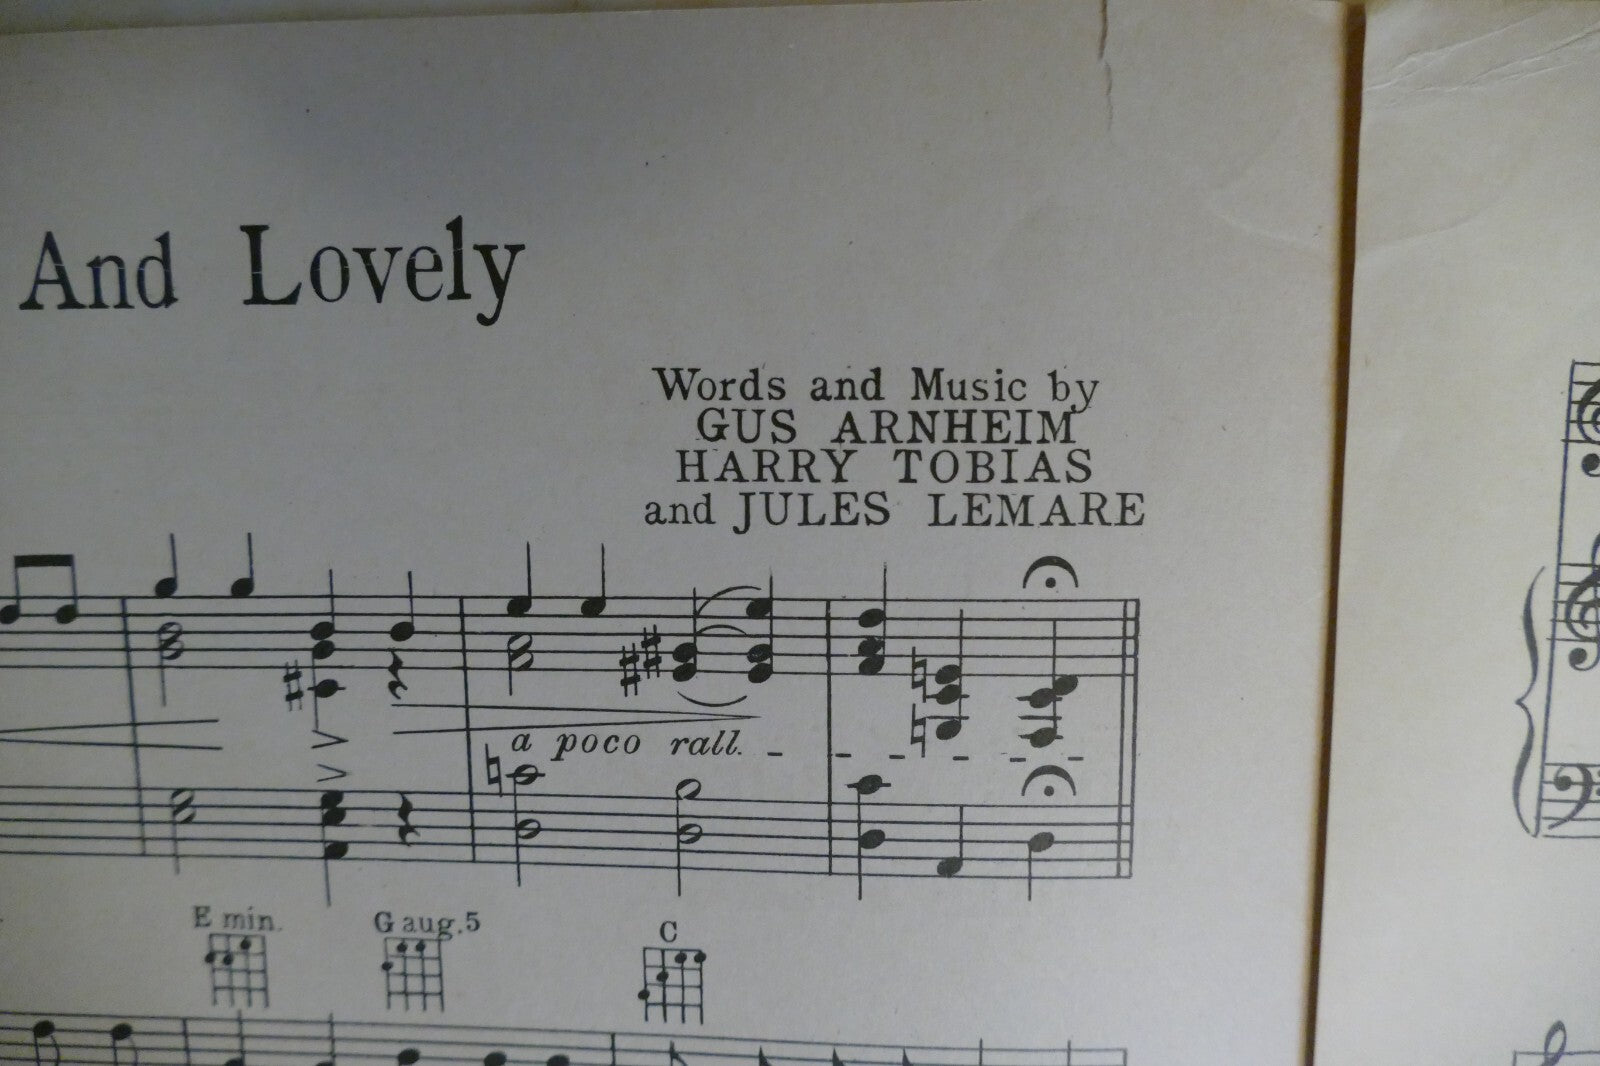 And Lovely
Words and Music by
GUS ARNHEIM
HARRY TOBIAS
and JULES LEMARE
a poco rall.
E min. G aug.5 C